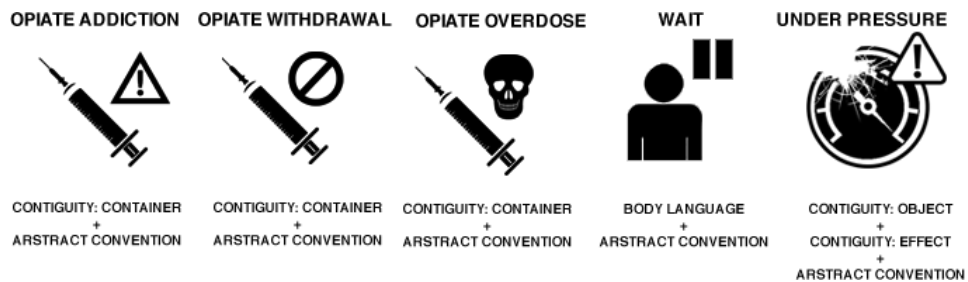 OPIATE ADDICTION
OPIATE WITHDRAWAL
OPIATE OVERDOSE
WAIT
UNDER PRESSURE
!
!
CONTIGUITY: CONTAINER
+
ARSTRACT CONVENTION
CONTIGUITY: CONTAINER
+
ARSTRACT CONVENTION
CONTIGUITY: CONTAINER
+
ARSTRACT CONVENTION
BODY LANGUAGE
+
ARSTRACT CONVENTION
CONTIGUITY: OBJECT
+
CONTIGUITY: EFFECT
+
ARSTRACT CONVENTION